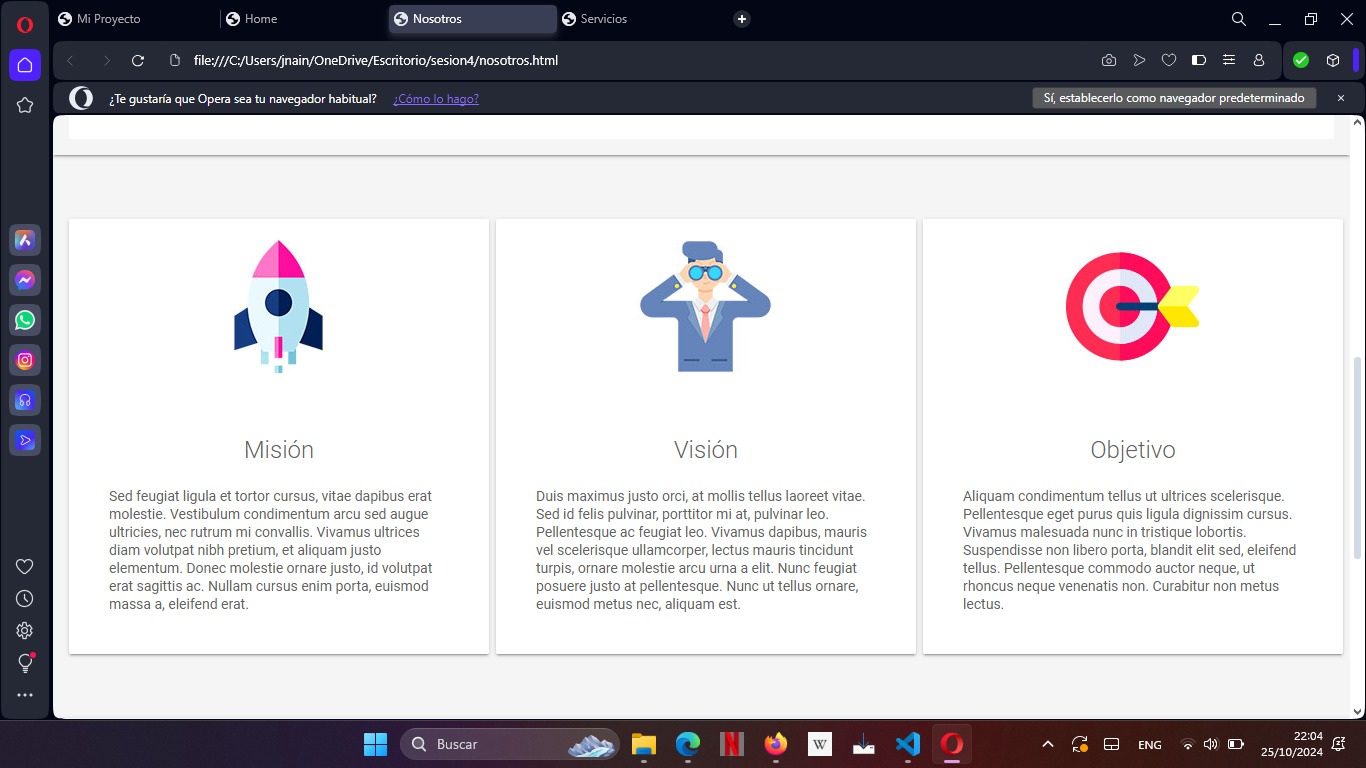 Mi Proyecto
Home
Nosotros
Servicios
file:///C:/Users/jnain/OneDrive/Escritorio/sesion4/nosotros.html
¿Te gustaría que Opera sea tu navegador habitual? ¿Cómo lo hago?
Sí, establecerlo como navegador predeterminado
Misión
Sed feugiat ligula et tortor cursus, vitae dapibus erat
molestie. Vestibulum condimentum arcu sed augue
ultricies, nec rutrum mi convallis. Vivamus ultrices
diam volutpat nibh pretium, et aliquam justo
elementum. Donec molestie ornare justo, id volutpat
erat sagittis ac. Nullam cursus enim porta, euismod
massa a, eleifend erat.
Visión
Duis maximus justo orci, at mollis tellus laoreet vitae.
Sed id felis pulvinar, porttitor mi at, pulvinar leo.
Pellentesque ac feugiat leo. Vivamus dapibus, mauris
vel scelerisque ullamcorper, lectus mauris tincidunt
turpis, ornare molestie arcu urna a elit. Nunc feugiat
posuere justo at pellentesque. Nunc ut tellus ornare,
euismod metus nec, aliquam est.
Objetivo
Aliquam condimentum tellus ut ultrices scelerisque.
Pellentesque eget purus quis ligula dignissim cursus.
Vivamus malesuada nunc in tristique lobortis.
Suspendisse non libero porta, blandit elit sed, eleifend
tellus. Pellentesque commodo auctor neque, ut
rhoncus neque venenatis non. Curabitur non metus
lectus.
Buscar
N
W
ENG
22:04
25/10/2024